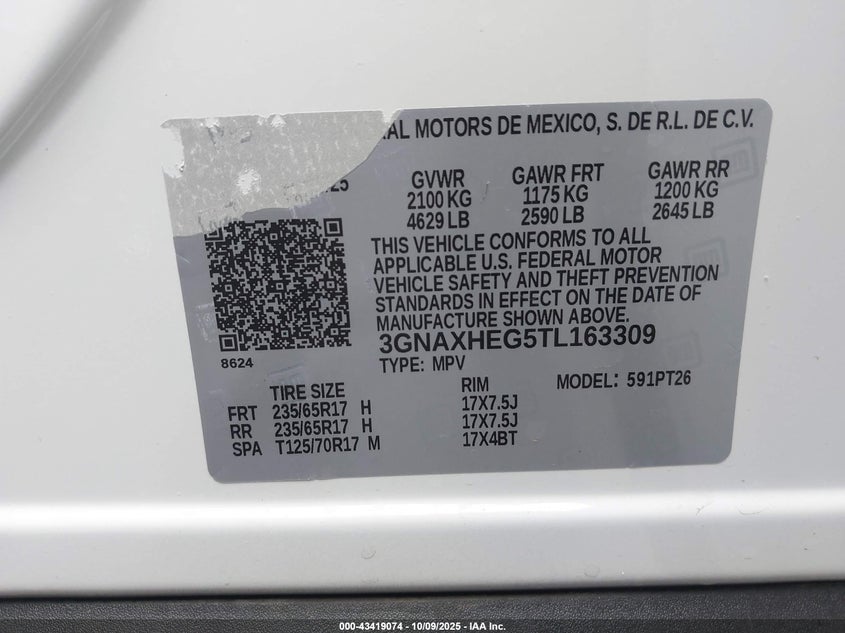 MOTORS DE MEXICO, S. DE R.L. DE C.V.
GVWR GAWR FRT GAWR RR
2100 KG 1175 KG 1200 KG
4629 LB 2590 LB 2645 LB
THIS VEHICLE CONFORMS TO ALL
APPLICABLE U.S. FEDERAL MOTOR
VEHICLE SAFETY AND THEFT PREVENTION
STANDARDS IN EFFECT ON THE DATE OF
MANUFACTURE SHOWN ABOVE.
3GNAXHEG5TL163309
8624
TYPE: MPV MODEL: 591PT26
TIRE SIZE RIM
FRT 235/65R17 H 17X7.5J
RR 235/65R17 H 17X7.5J
SPA T125/70R17 M 17X4BT
000-43419074 - 10/09/2025 - IAA Inc.